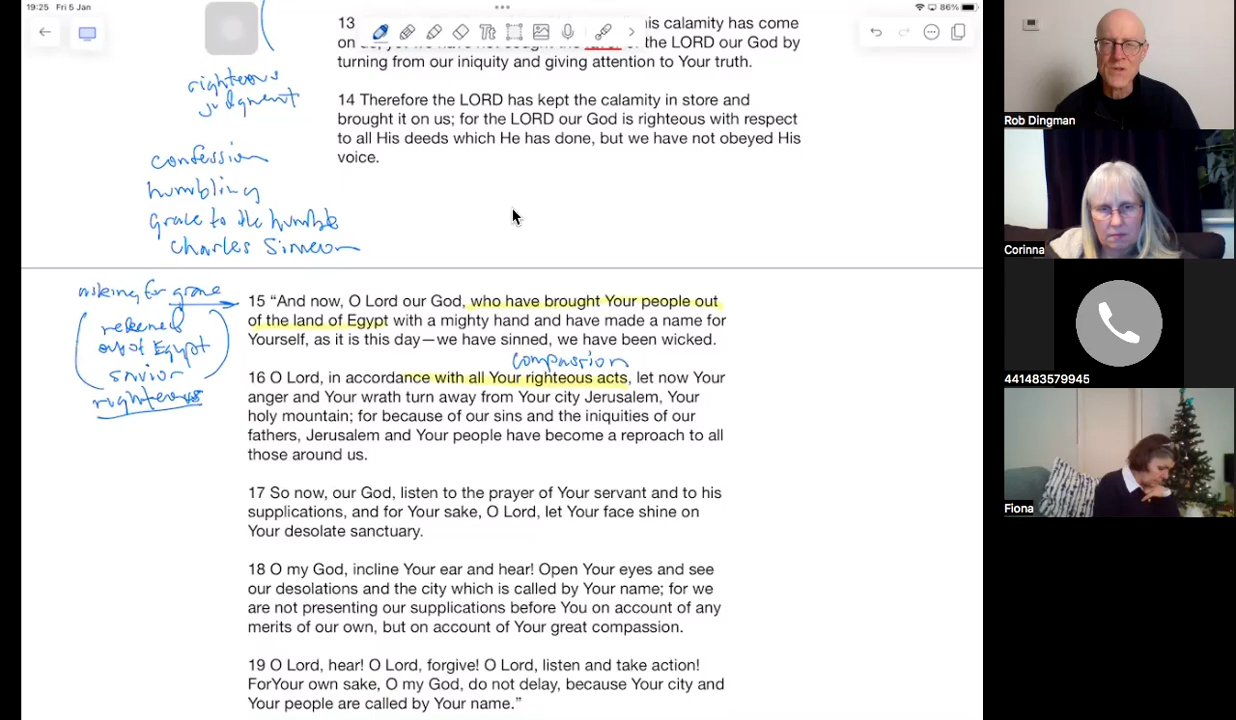 19:25 Fri 5 Jan
86%
13
his calamity has come
the LORD our God by
turning from our iniquity and giving attention to Your truth.
14 Therefore the LORD has kept the calamity in store and
brought it on us; for the LORD our God is righteous with respect
to all His deeds which He has done, but we have not obeyed His
voice.
righteous
judgment
confession
humbling
grace to the humble
Charles Simeon
asking for grace
redeemed
out of Egypt
savior
righteous
15 “And now, O Lord our God, who have brought Your people out
of the land of Egypt with a mighty hand and have made a name for
Yourself, as it is this day—we have sinned, we have been wicked.
compassion
16 O Lord, in accordance with all Your righteous acts, let now Your
anger and Your wrath turn away from Your city Jerusalem, Your
holy mountain; for because of our sins and the iniquities of our
fathers, Jerusalem and Your people have become a reproach to all
those around us.
17 So now, our God, listen to the prayer of Your servant and to his
supplications, and for Your sake, O Lord, let Your face shine on
Your desolate sanctuary.
18 O my God, incline Your ear and hear! Open Your eyes and see
our desolations and the city which is called by Your name; for we
are not presenting our supplications before You on account of any
merits of our own, but on account of Your great compassion.
19 O Lord, hear! O Lord, forgive! O Lord, listen and take action!
ForYour own sake, O my God, do not delay, because Your city and
Your people are called by Your name.”
Rob Dingman
Corinna
441483579945
Fiona